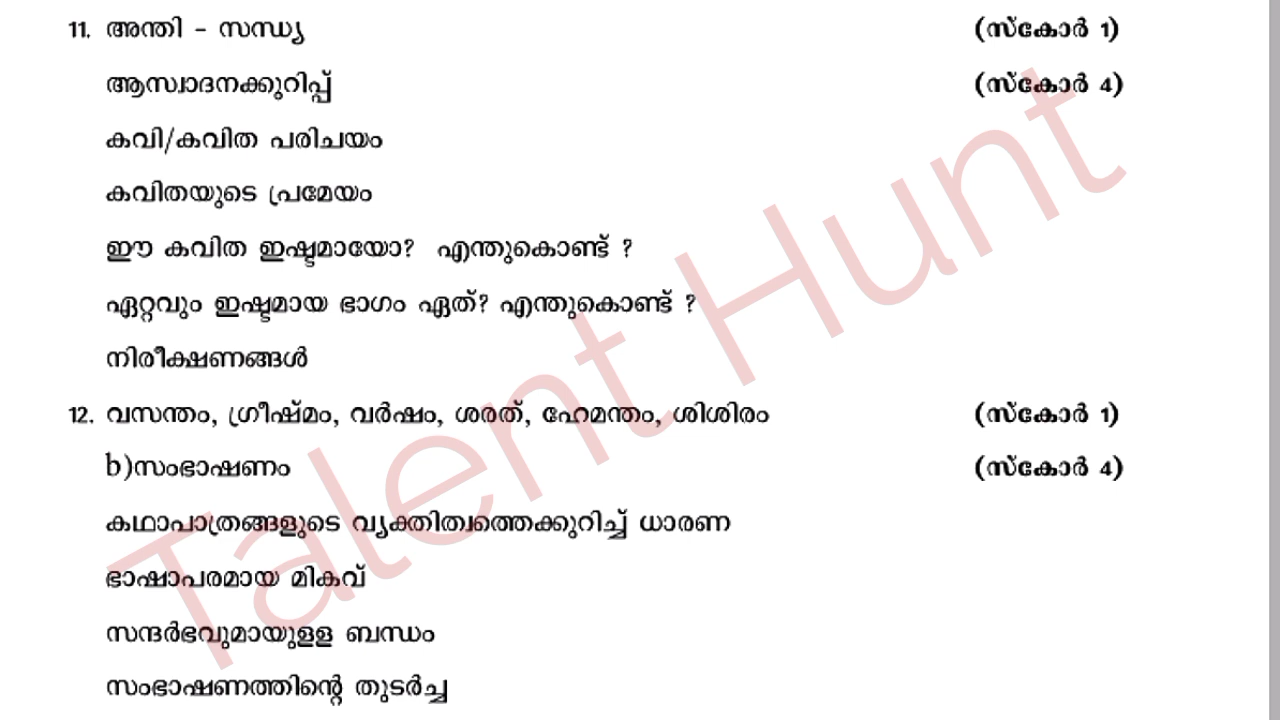 11. അന്തി - സന്ധ്യ (സ്കോർ 1)
ആസ്വാദനക്കുറിപ്പ് (സ്കോർ 4)
കവി/കവിത പരിചയം
കവിതയുടെ പ്രമേയം
ഈ കവിത ഇഷ്ടമായോ? എന്തുകൊണ്ട് ?
ഏറ്റവും ഇഷ്ടമായ ഭാഗം ഏത്? എന്തുകൊണ്ട് ?
നിരീക്ഷണങ്ങൾ
12. വസന്തം, ഗ്രീഷ്മം, വർഷം, ശരത്, ഹേമന്തം, ശിശിരം (സ്കോർ 1)
b)സംഭാഷണം (സ്കോർ 4)
കഥാപാത്രങ്ങളുടെ വ്യക്തിത്വത്തെക്കുറിച്ച് ധാരണ
ഭാഷാപരമായ മികവ്
സന്ദർഭവുമായുളള ബന്ധം
സംഭാഷണത്തിന്റെ തുടർച്ച
Talent Hunt